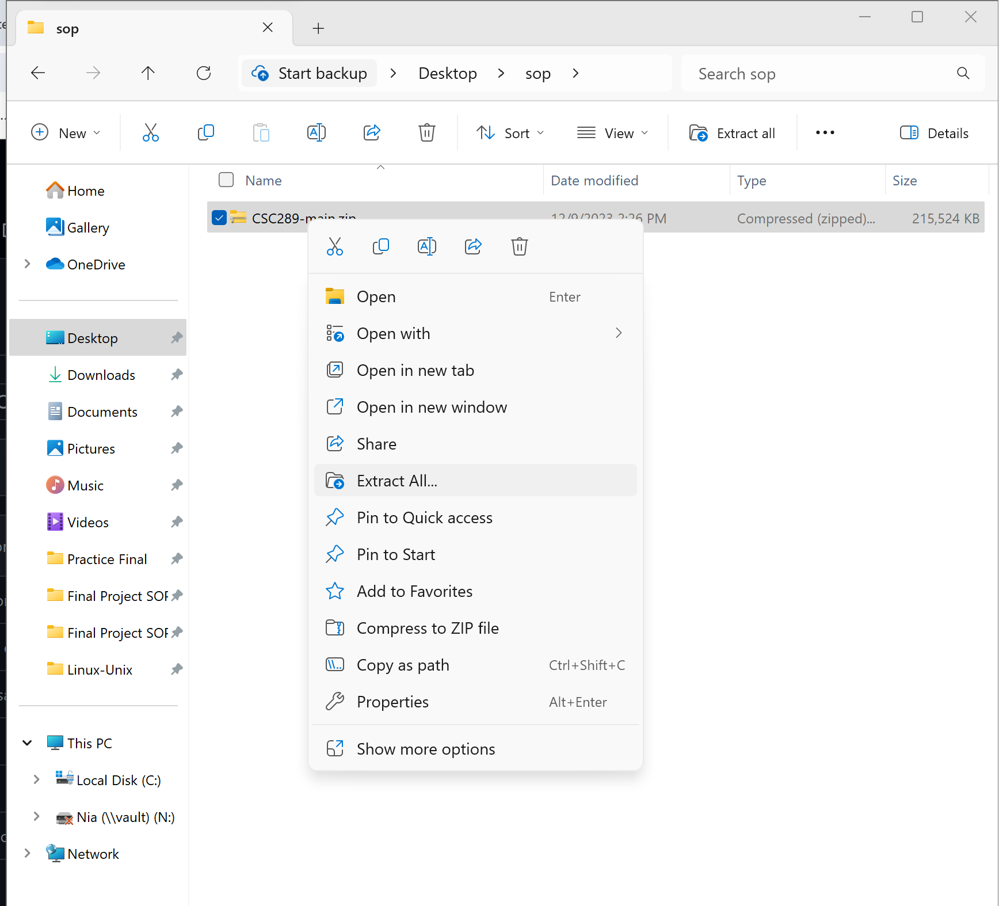 sop
Start backup > Desktop > sop >
Search sop
New
Sort
View
Extract all
Details
Name
Date modified
Type
Size
CSC289-main.zip
12/9/2023 2:26 PM
Compressed (zipped)...
215,524 KB
Home
Gallery
OneDrive
Desktop
Downloads
Documents
Pictures
Music
Videos
Practice Final
Final Project SOP
Final Project SOP
Linux-Unix
This PC
Local Disk (C:)
Nia (\\vault) (N:)
Network
Open Enter
Open with
Open in new tab
Open in new window
Share
Extract All...
Pin to Quick access
Pin to Start
Add to Favorites
Compress to ZIP file
Copy as path Ctrl+Shift+C
Properties Alt+Enter
Show more options